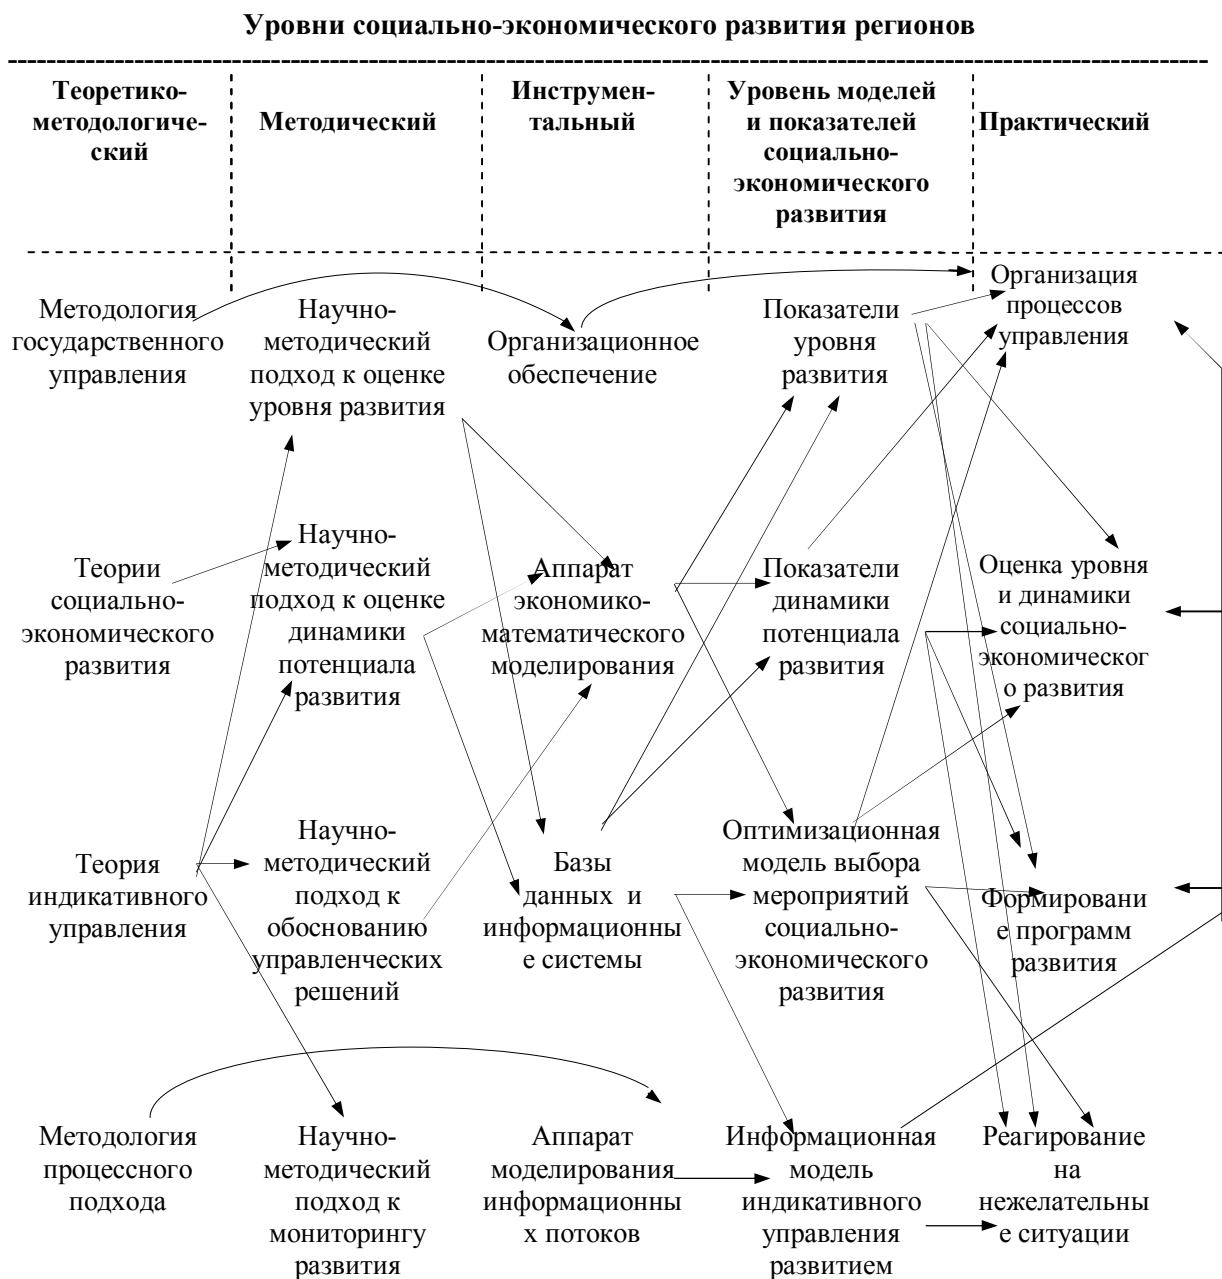 Уровни социально-экономического развития регионов
Теоретико-
методологиче-
ский
Методический
Инструмен-
тальный
Уровень моделей
и показателей
социально-
экономического
развития
Практический
Методология
государственного
управления
Научно-
методический
подход к оценке
уровня развития
Организационное
обеспечение
Показатели
уровня
развития
Организация
процессов
управления
Теории
социально-
экономического
развития
Научно-
методический
подход к оценке
динамики
потенциала
развития
Аппарат
экономико-
математического
моделирования
Показатели
динамики
потенциала
развития
Оценка уровня
и динамики
социально-
экономическог
о развития
Теория
индикативного
управления
Научно-
методический
подход к
обоснованию
управленческих
решений
Базы
данных и
информационны
е системы
Оптимизационная
модель выбора
мероприятий
социально-
экономического
развития
Формировани
е программ
развития
Методология
процессного
подхода
Научно-
методический
подход к
мониторингу
развития
Аппарат
моделирования
информационны
х потоков
Информационная
модель
индикативного
управления
развитием
Реагирование
на
нежелательны
е ситуации